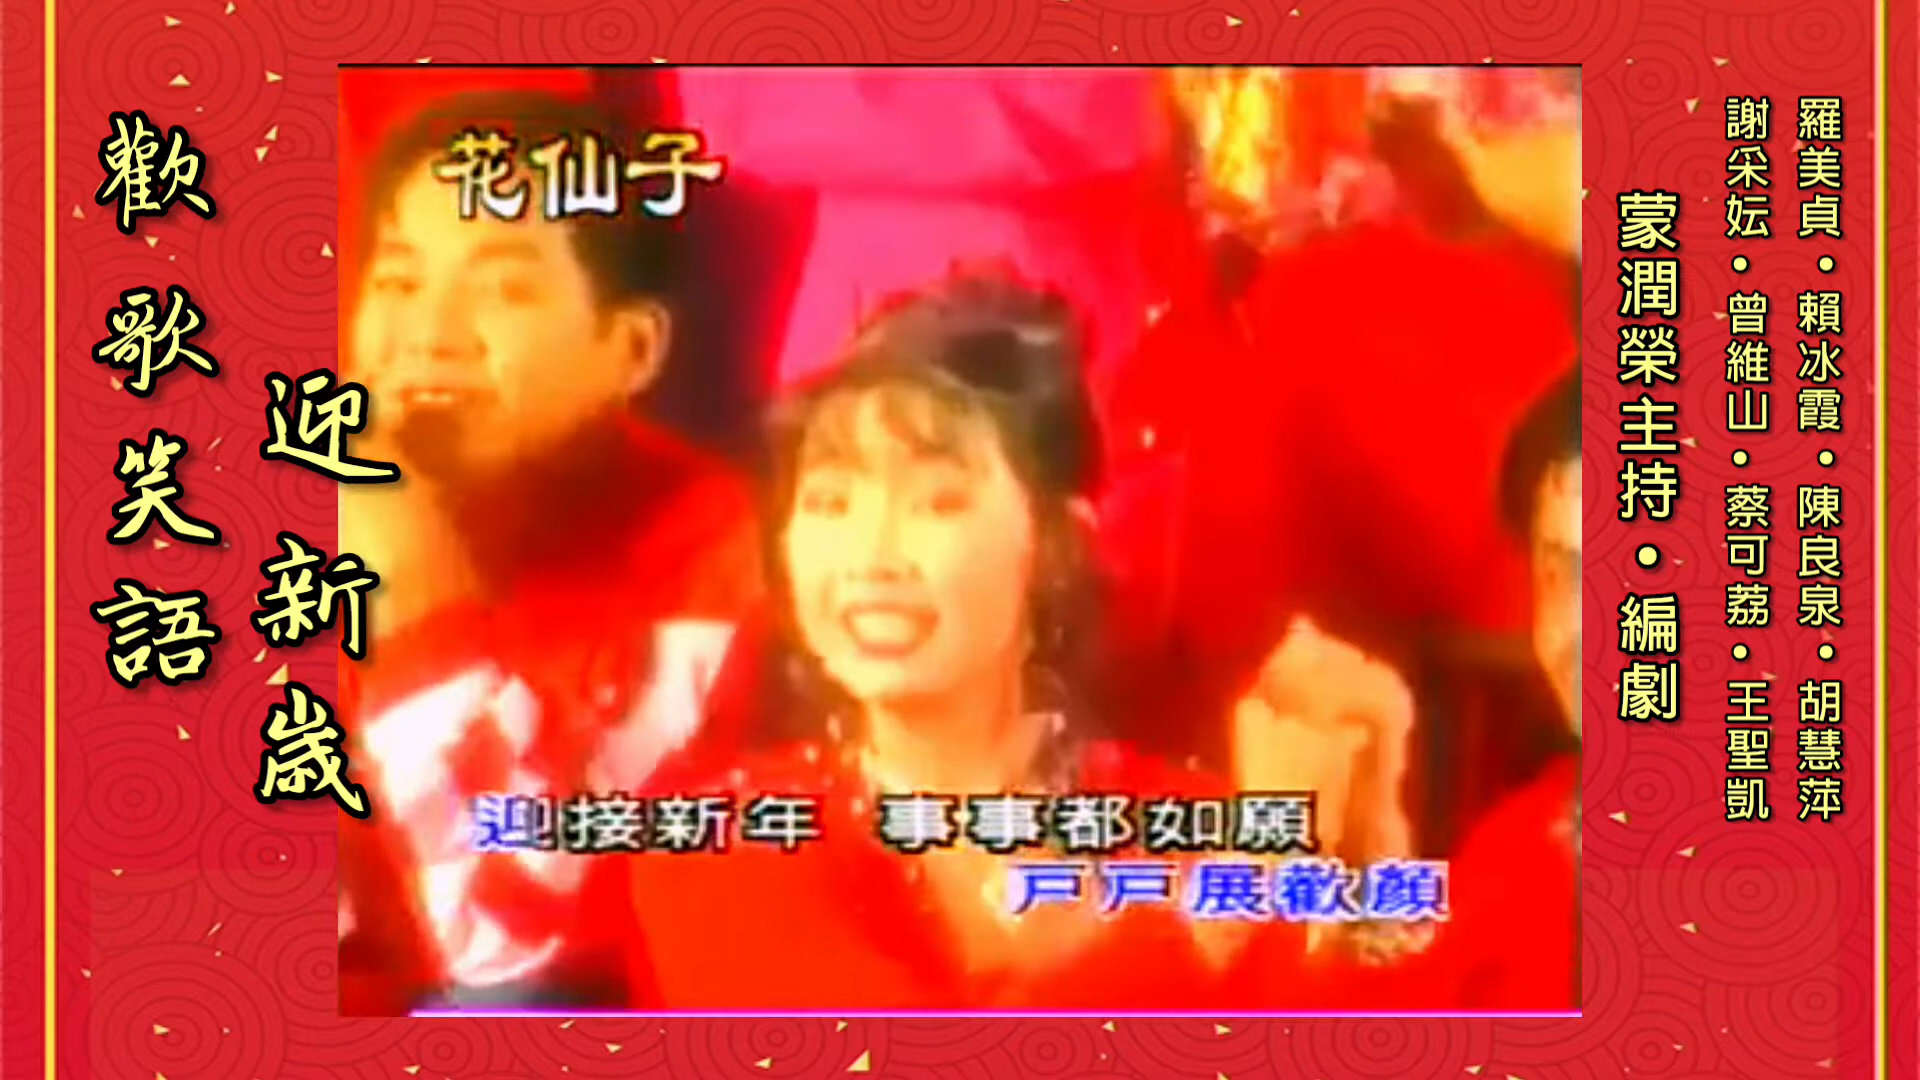 歡歌笑語
迎新歲
花仙子
迎接新年 事事都如願
戸戸展歡顏
羅美貞•賴冰霞•陳良泉•胡慧萍
謝采妘•曾維山•蔡可荔•王聖凱
蒙潤榮主持•編劇